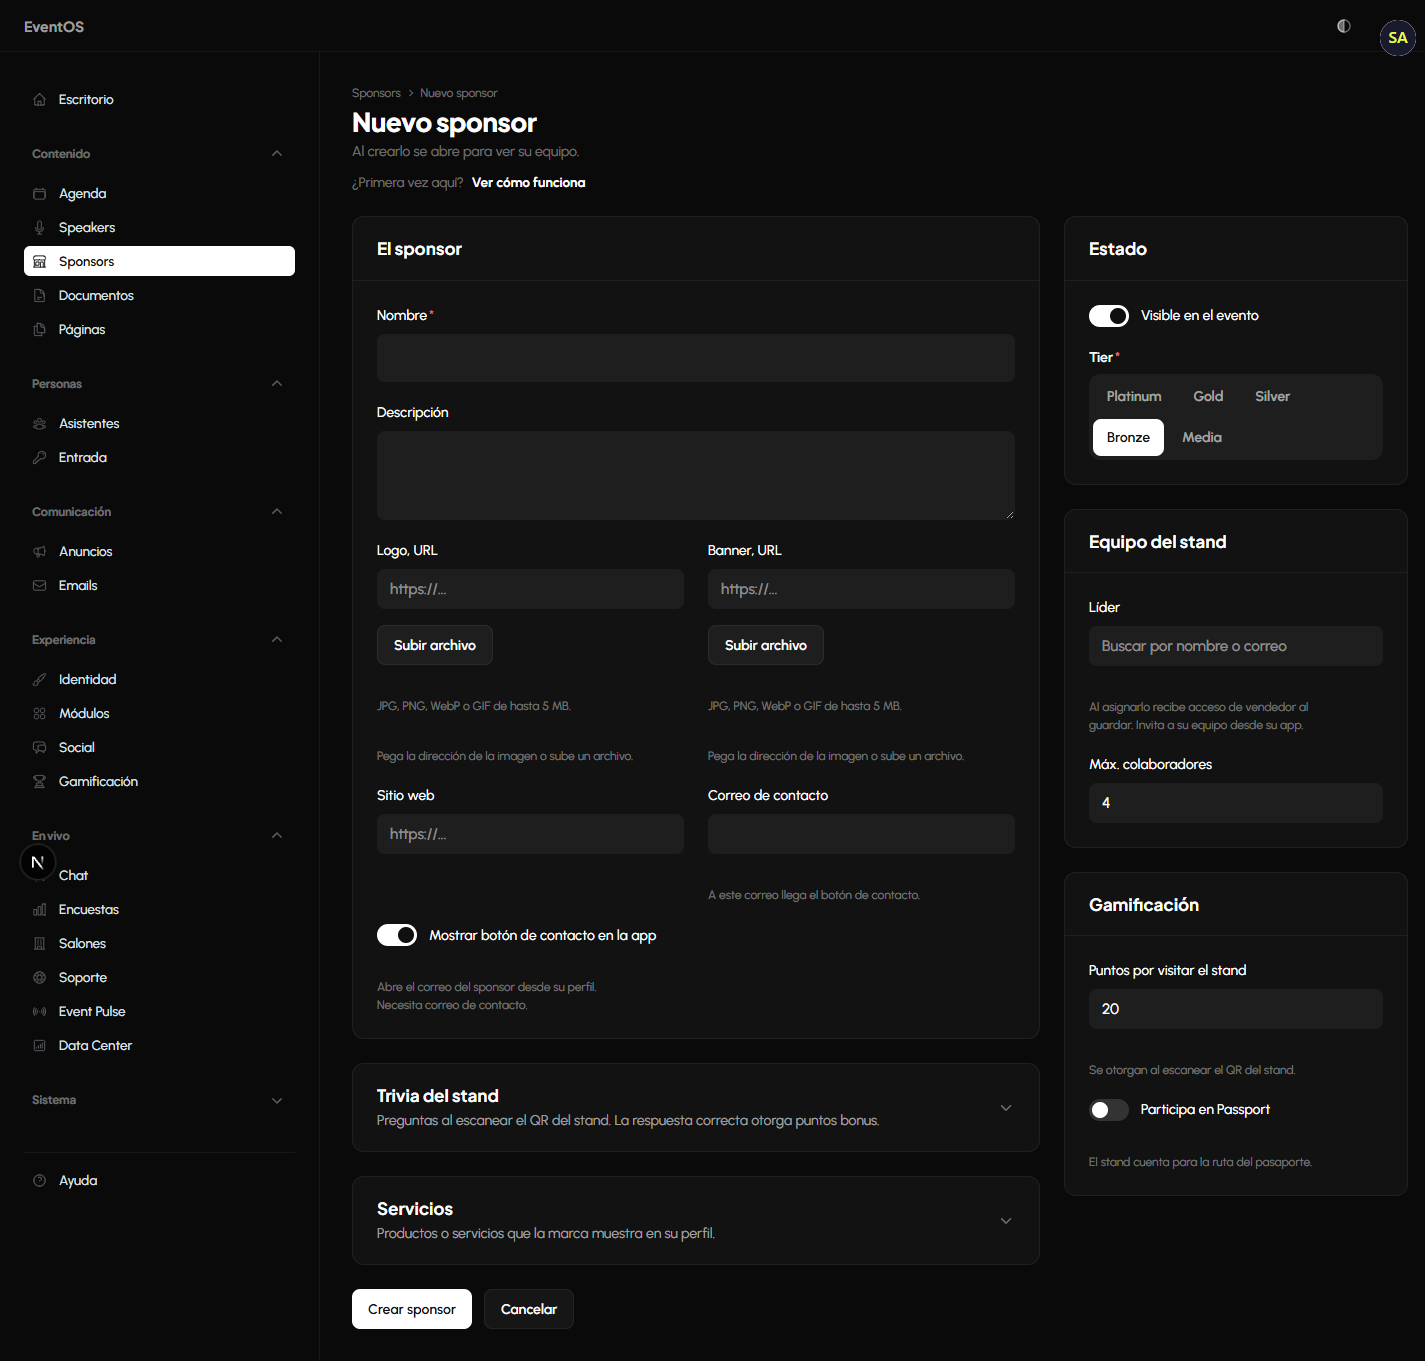 EventOS
SA
Escritorio
Contenido
Agenda
Speakers
Sponsors
Documentos
Páginas
Personas
Asistentes
Entrada
Comunicación
Anuncios
Emails
Experiencia
Identidad
Módulos
Social
Gamificación
En vivo
N
Chat
Encuestas
Salones
Soporte
Event Pulse
Data Center
Sistema
Ayuda
Sponsors > Nuevo sponsor
Nuevo sponsor
Al crearlo se abre para ver su equipo.
¿Primera vez aquí? Ver cómo funciona
El sponsor
Nombre*
Descripción
Logo, URL
https://...
Subir archivo
JPG, PNG, WebP o GIF de hasta 5 MB.
Pega la dirección de la imagen o sube un archivo.
Banner, URL
https://...
Subir archivo
JPG, PNG, WebP o GIF de hasta 5 MB.
Pega la dirección de la imagen o sube un archivo.
Sitio web
https://...
Correo de contacto
A este correo llega el botón de contacto.
Mostrar botón de contacto en la app
Abre el correo del sponsor desde su perfil.
Necesita correo de contacto.
Trivia del stand
Preguntas al escanear el QR del stand. La respuesta correcta otorga puntos bonus.
Servicios
Productos o servicios que la marca muestra en su perfil.
Crear sponsor
Cancelar
Estado
Visible en el evento
Tier*
Platinum Gold Silver
Bronze Media
Equipo del stand
Líder
Buscar por nombre o correo
Al asignarlo recibe acceso de vendedor al
guardar. Invita a su equipo desde su app.
Máx. colaboradores
4
Gamificación
Puntos por visitar el stand
20
Se otorgan al escanear el QR del stand.
Participa en Passport
El stand cuenta para la ruta del pasaporte.